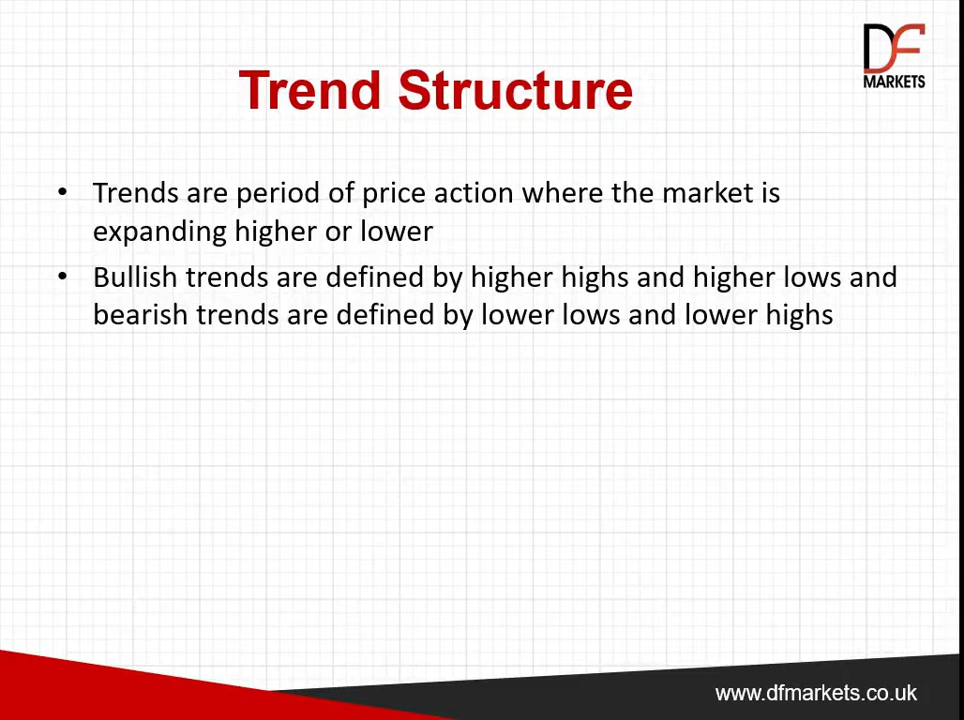 DF
MARKETS
Trend Structure
• Trends are period of price action where the market is
expanding higher or lower
• Bullish trends are defined by higher highs and higher lows and
bearish trends are defined by lower lows and lower highs
www.dfmarkets.co.uk